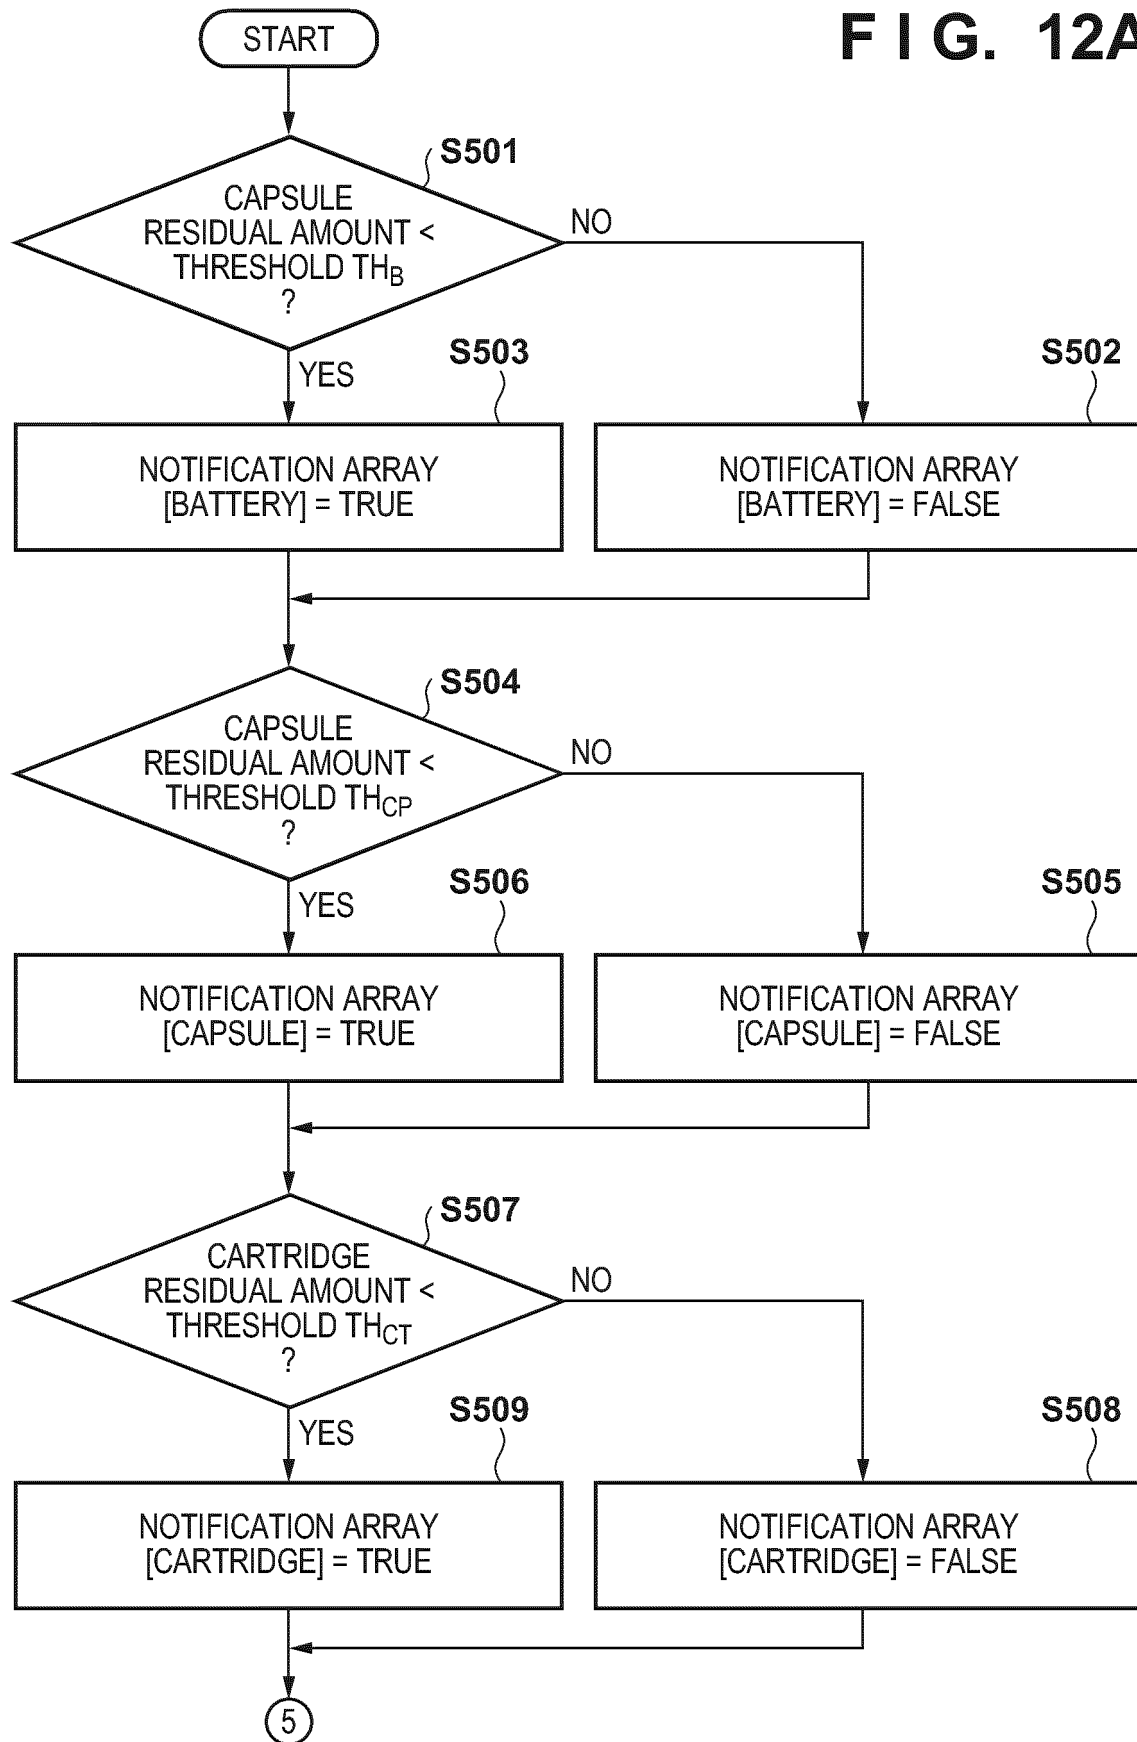 FIG. 12A
START
S501
CAPSULE
RESIDUAL AMOUNT <
THRESHOLD THB
?
NO
YES
S503
S502
NOTIFICATION ARRAY
[BATTERY] = TRUE
NOTIFICATION ARRAY
[BATTERY] = FALSE
S504
CAPSULE
RESIDUAL AMOUNT <
THRESHOLD THCP
?
NO
YES
S506
S505
NOTIFICATION ARRAY
[CAPSULE] = TRUE
NOTIFICATION ARRAY
[CAPSULE] = FALSE
S507
CARTRIDGE
RESIDUAL AMOUNT <
THRESHOLD THCT
?
NO
YES
S509
S508
NOTIFICATION ARRAY
[CARTRIDGE] = TRUE
NOTIFICATION ARRAY
[CARTRIDGE] = FALSE
5